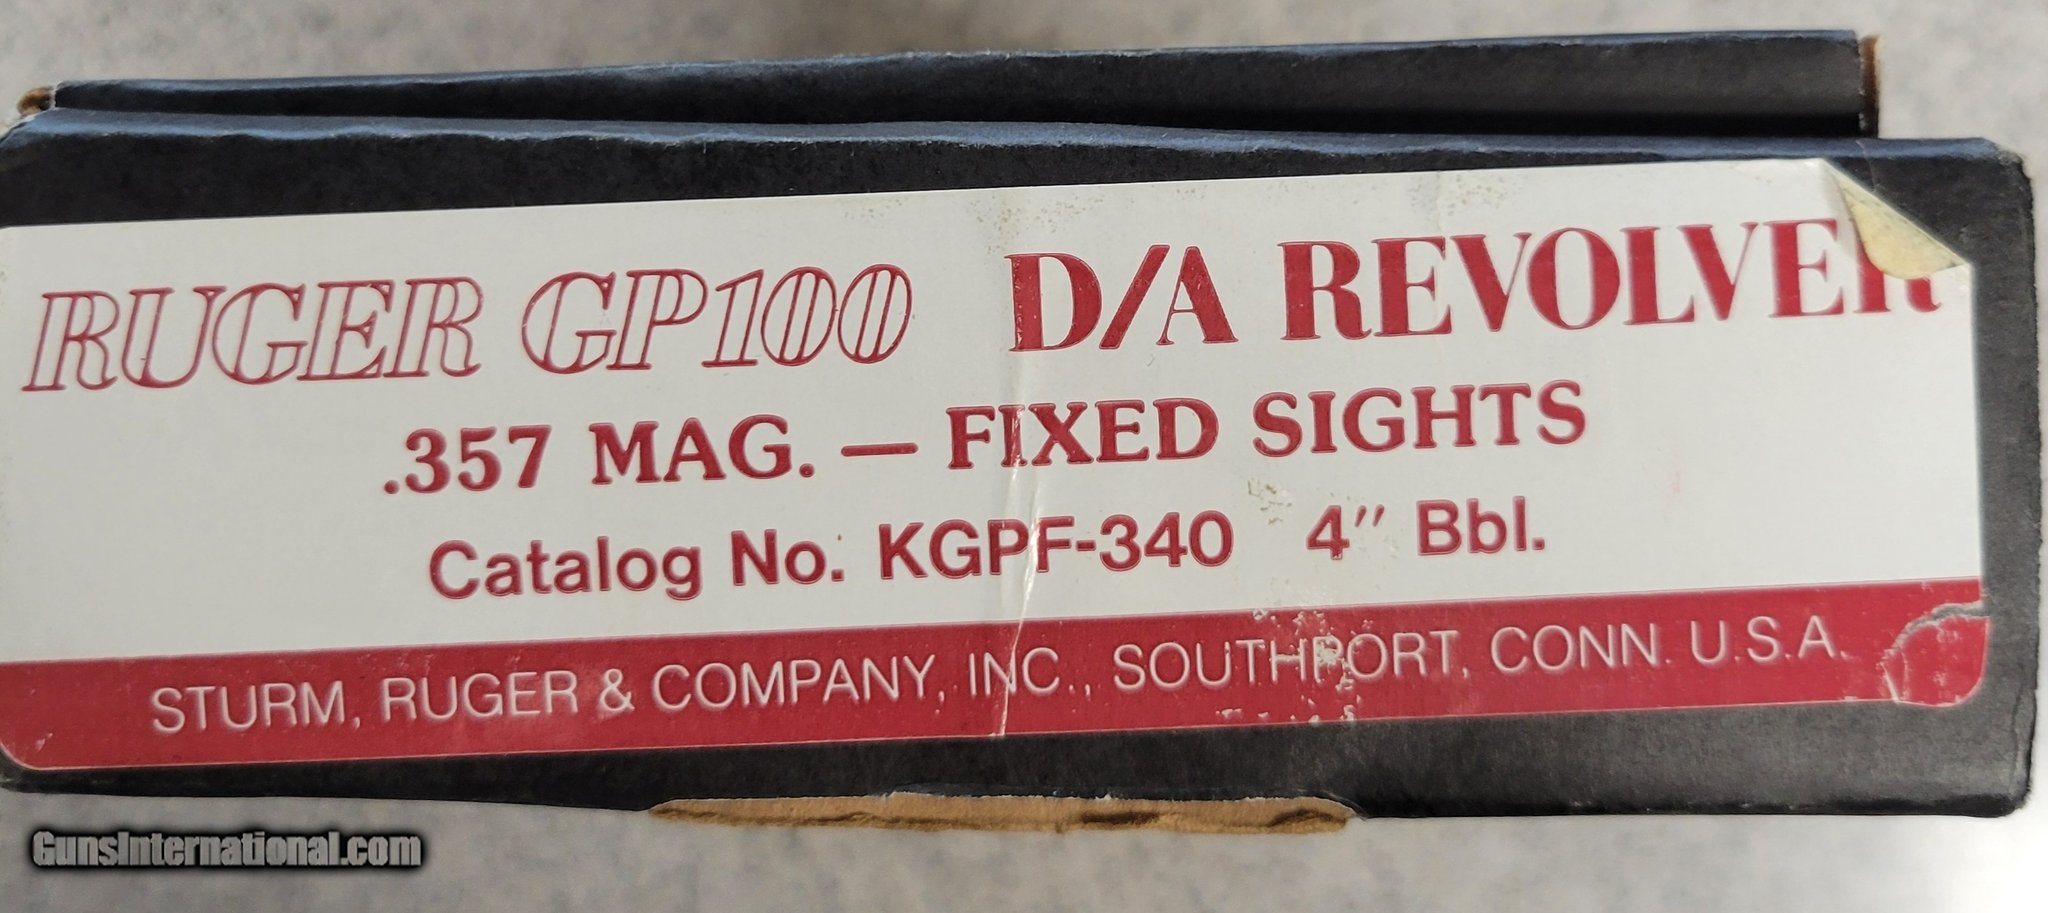 RUGER GP100 D/A REVOLVER
.357 MAG. — FIXED SIGHTS
Catalog No. KGPF-340 4" Bbl.
STURM, RUGER & COMPANY, INC., SOUTHPORT, CONN. U.S.A.
GunsInternational.com